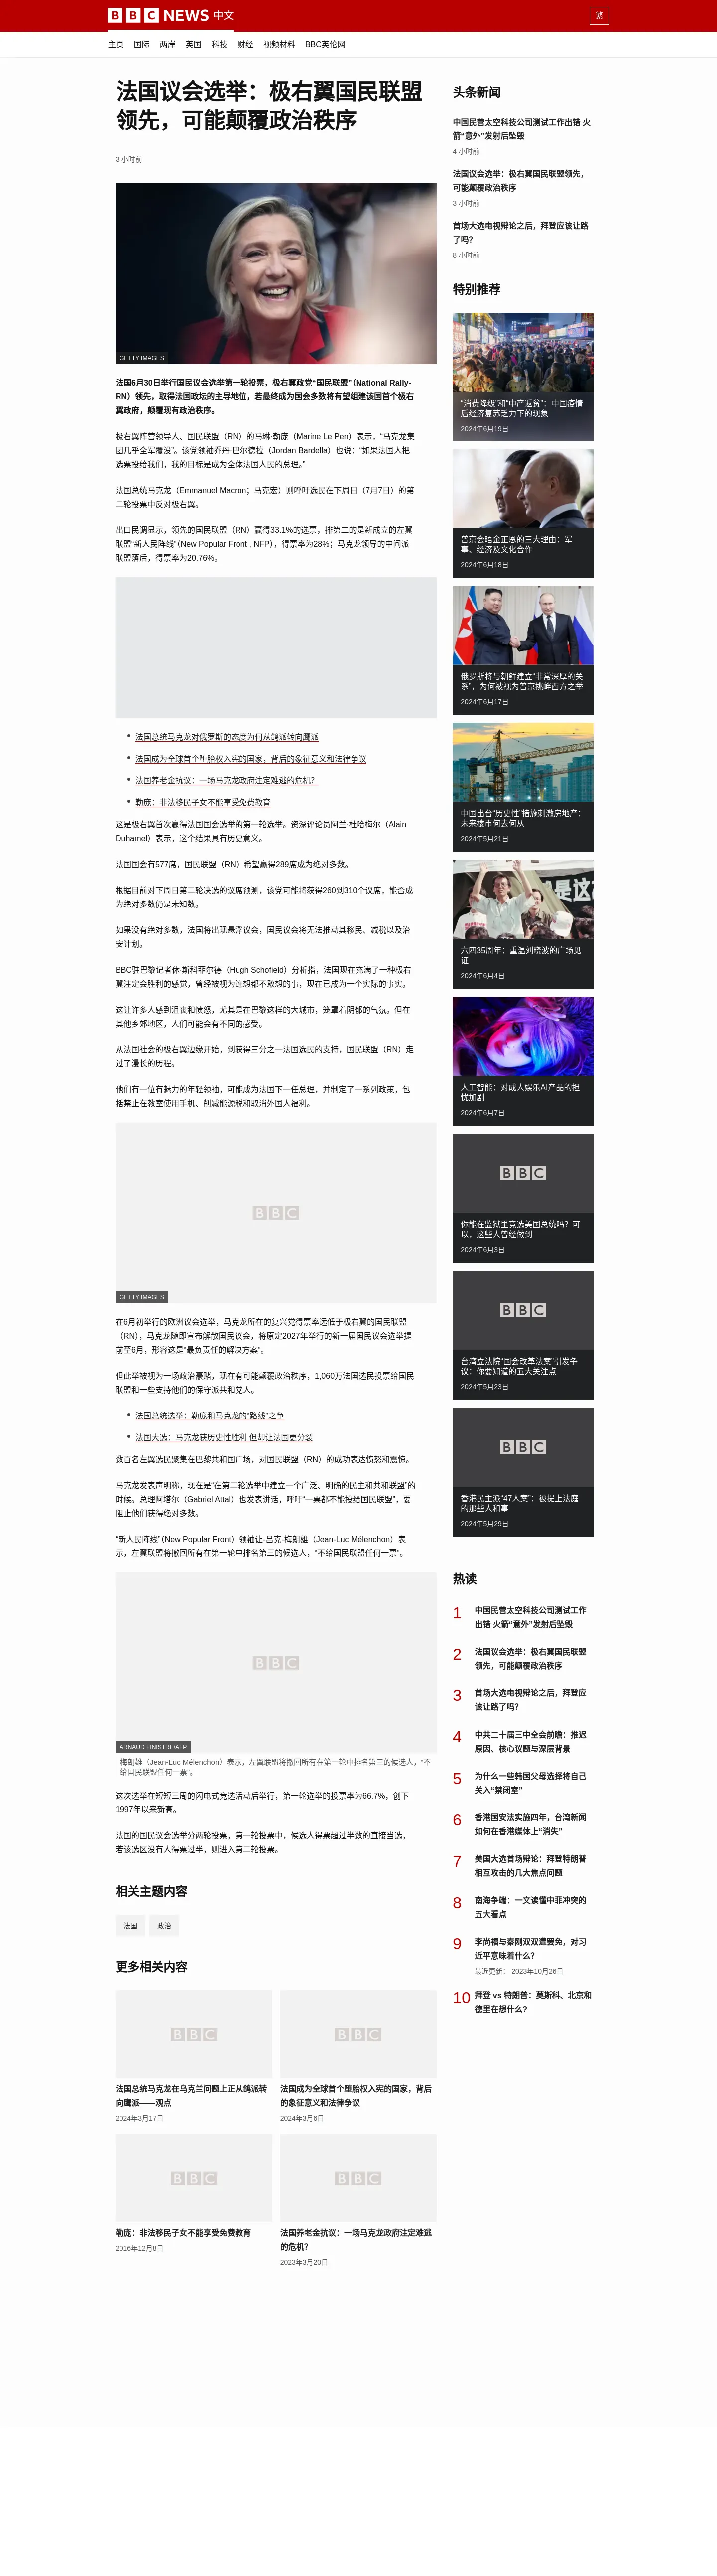 BBC NEWS 中文
繁
主页 国际 两岸 英国 科技 财经 视频材料 BBC英伦网
法国议会选举：极右翼国民联盟
领先，可能颠覆政治秩序
3 小时前
GETTY IMAGES
法国6月30日举行国民议会选举第一轮投票，极右翼政党“国民联盟“（National Rally-
RN）领先，取得法国政坛的主导地位，若最终成为国会多数将有望组建该国首个极右
翼政府，颠覆现有政治秩序。
极右翼阵营领导人、国民联盟（RN）的马琳·勒庞（Marine Le Pen）表示，“马克龙集
团几乎全军覆没”。该党领袖乔丹·巴尔德拉（Jordan Bardella）也说：“如果法国人把
选票投给我们，我的目标是成为全体法国人民的总理。”
法国总统马克龙（Emmanuel Macron；马克宏）则呼吁选民在下周日（7月7日）的第
二轮投票中反对极右翼。
出口民调显示，领先的国民联盟（RN）赢得33.1%的选票，排第二的是新成立的左翼
联盟“新人民阵线”（New Popular Front , NFP），得票率为28%；马克龙领导的中间派
联盟落后，得票率为20.76%。
法国总统马克龙对俄罗斯的态度为何从鸽派转向鹰派
法国成为全球首个堕胎权入宪的国家，背后的象征意义和法律争议
法国养老金抗议：一场马克龙政府注定难逃的危机？
勒庞：非法移民子女不能享受免费教育
这是极右翼首次赢得法国国会选举的第一轮选举。资深评论员阿兰·杜哈梅尔（Alain
Duhamel）表示，这个结果具有历史意义。
法国国会有577席，国民联盟（RN）希望赢得289席成为绝对多数。
根据目前对下周日第二轮决选的议席预测，该党可能将获得260到310个议席，能否成
为绝对多数仍是未知数。
如果没有绝对多数，法国将出现悬浮议会，国民议会将无法推动其移民、减税以及治
安计划。
BBC驻巴黎记者休·斯科菲尔德（Hugh Schofield）分析指，法国现在充满了一种极右
翼注定会胜利的感觉，曾经被视为连想都不敢想的事，现在已成为一个实际的事实。
这让许多人感到沮丧和愤怒，尤其是在巴黎这样的大城市，笼罩着阴郁的气氛。但在
其他乡郊地区，人们可能会有不同的感受。
从法国社会的极右翼边缘开始，到获得三分之一法国选民的支持，国民联盟（RN）走
过了漫长的历程。
他们有一位有魅力的年轻领袖，可能成为法国下一任总理，并制定了一系列政策，包
括禁止在教室使用手机、削减能源税和取消外国人福利。
BBC
GETTY IMAGES
在6月初举行的欧洲议会选举，马克龙所在的复兴党得票率远低于极右翼的国民联盟
（RN），马克龙随即宣布解散国民议会，将原定2027年举行的新一届国民议会选举提
前至6月，形容这是“最负责任的解决方案”。
但此举被视为一场政治豪赌，现在有可能颠覆政治秩序，1,060万法国选民投票给国民
联盟和一些支持他们的保守派共和党人。
法国总统选举：勒庞和马克龙的“路线”之争
法国大选：马克龙获历史性胜利 但却让法国更分裂
数百名左翼选民聚集在巴黎共和国广场，对国民联盟（RN）的成功表达愤怒和震惊。
马克龙发表声明称，现在是“在第二轮选举中建立一个广泛、明确的民主和共和联盟”的
时候。总理阿塔尔（Gabriel Attal）也发表讲话，呼吁“一票都不能投给国民联盟”，要
阻止他们获得绝对多数。
“新人民阵线”（New Popular Front）领袖让-吕克-梅朗雄（Jean-Luc Mélenchon）表
示，左翼联盟将撤回所有在第一轮中排名第三的候选人，“不给国民联盟任何一票”。
BBC
ARNAUD FINISTRE/AFP
梅朗雄（Jean-Luc Mélenchon）表示，左翼联盟将撤回所有在第一轮中排名第三的候选人，“不
给国民联盟任何一票”。
这次选举在短短三周的闪电式竞选活动后举行，第一轮选举的投票率为66.7%，创下
1997年以来新高。
法国的国民议会选举分两轮投票，第一轮投票中，候选人得票超过半数的直接当选，
若该选区没有人得票过半，则进入第二轮投票。
相关主题内容
法国 政治
更多相关内容
BBC
法国总统马克龙在乌克兰问题上正从鸽派转
向鹰派——观点
2024年3月17日
BBC
法国成为全球首个堕胎权入宪的国家，背后
的象征意义和法律争议
2024年3月6日
BBC
勒庞：非法移民子女不能享受免费教育
2016年12月8日
BBC
法国养老金抗议：一场马克龙政府注定难逃
的危机？
2023年3月20日
头条新闻
中国民营太空科技公司测试工作出错 火
箭“意外”发射后坠毁
4 小时前
法国议会选举：极右翼国民联盟领先，
可能颠覆政治秩序
3 小时前
首场大选电视辩论之后，拜登应该让路
了吗？
8 小时前
特别推荐
“消费降级”和“中产返贫”：中国疫情
后经济复苏乏力下的现象
2024年6月19日
普京会晤金正恩的三大理由：军
事、经济及文化合作
2024年6月18日
俄罗斯将与朝鲜建立“非常深厚的关
系”，为何被视为普京挑衅西方之举
2024年6月17日
中国出台“历史性”措施刺激房地产：
未来楼市何去何从
2024年5月21日
六四35周年：重温刘晓波的广场见
证
2024年6月4日
人工智能：对成人娱乐AI产品的担
忧加剧
2024年6月7日
BBC
你能在监狱里竞选美国总统吗？可
以，这些人曾经做到
2024年6月3日
BBC
台湾立法院“国会改革法案”引发争
议：你要知道的五大关注点
2024年5月23日
BBC
香港民主派“47人案”：被提上法庭
的那些人和事
2024年5月29日
热读
1 中国民营太空科技公司测试工作
出错 火箭“意外”发射后坠毁
2 法国议会选举：极右翼国民联盟
领先，可能颠覆政治秩序
3 首场大选电视辩论之后，拜登应
该让路了吗？
4 中共二十届三中全会前瞻：推迟
原因、核心议题与深层背景
5 为什么一些韩国父母选择将自己
关入“禁闭室”
6 香港国安法实施四年，台湾新闻
如何在香港媒体上“消失”
7 美国大选首场辩论：拜登特朗普
相互攻击的几大焦点问题
8 南海争端：一文读懂中菲冲突的
五大看点
9 李尚福与秦刚双双遭罢免，对习
近平意味着什么？
最近更新： 2023年10月26日
10 拜登 vs 特朗普：莫斯科、北京和
德里在想什么？